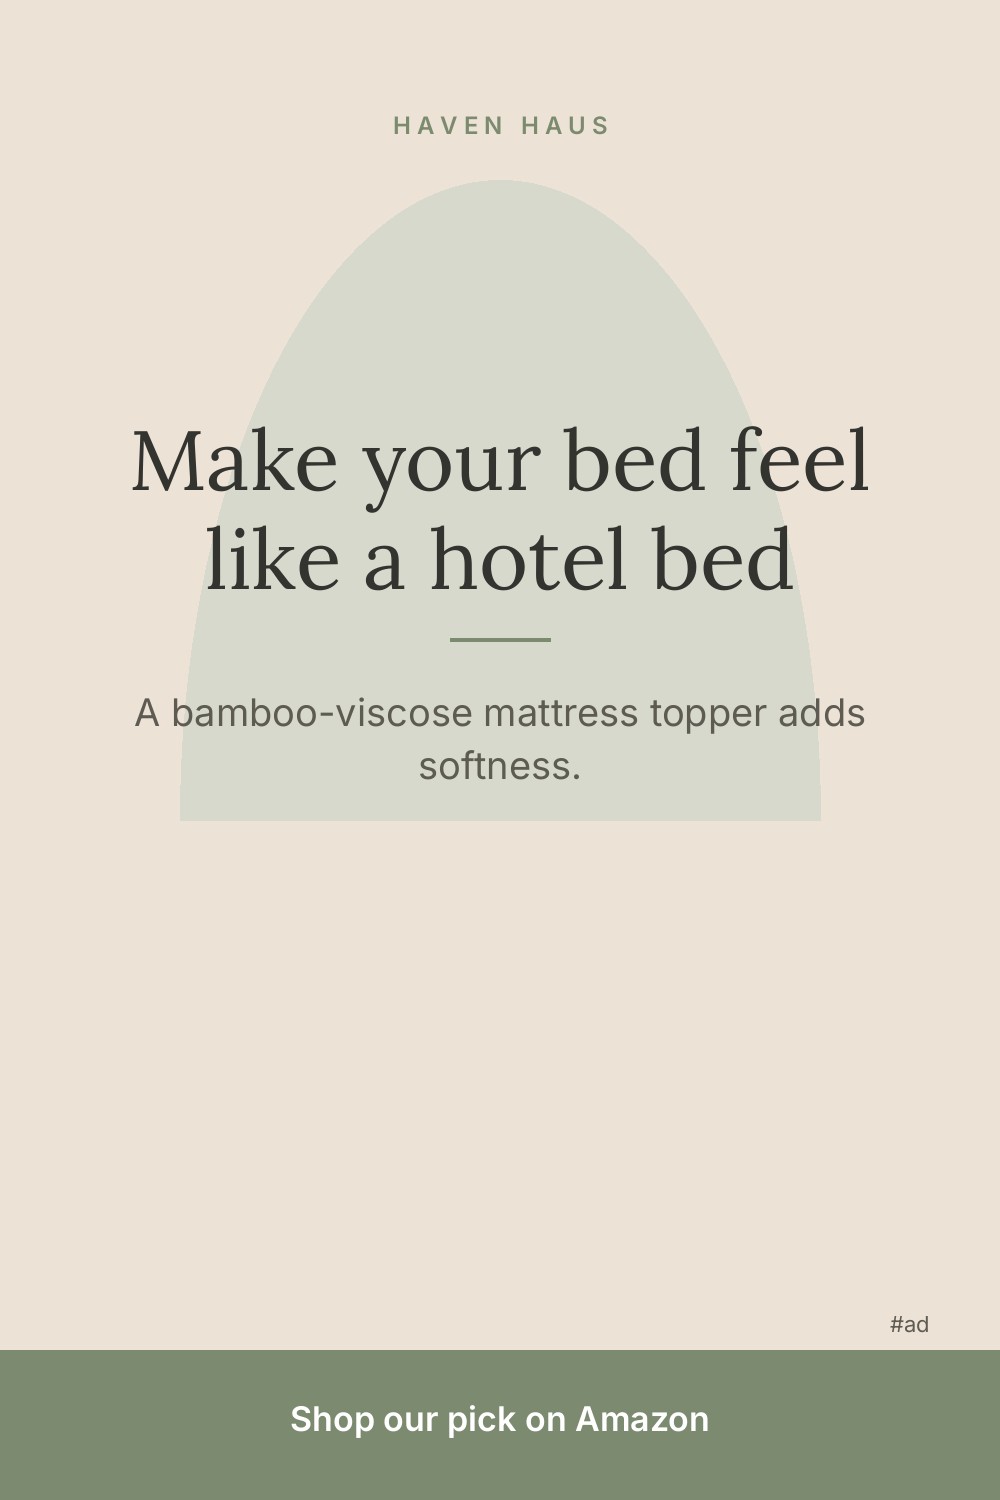 HAVEN HAUS
Make your bed feel
like a hotel bed
A bamboo-viscose mattress topper adds
softness.
#ad
Shop our pick on Amazon